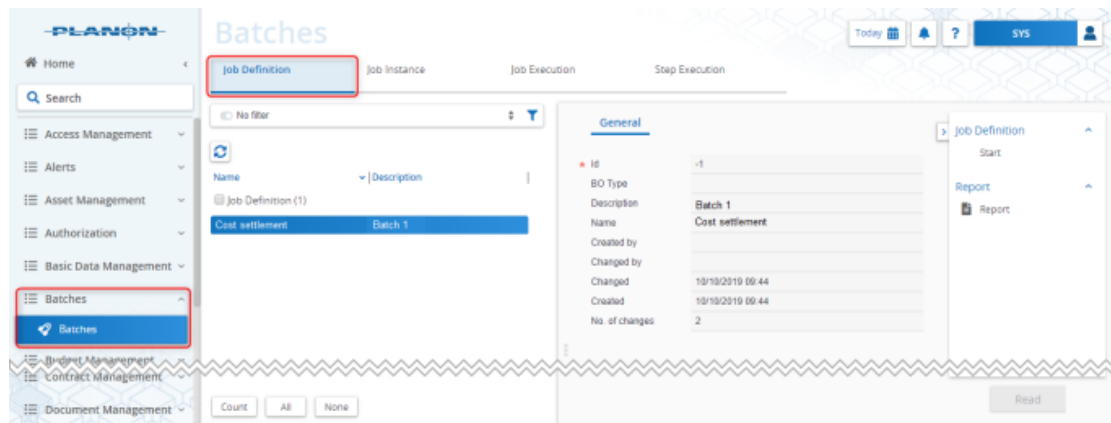 PLANON
Batches
Today
?
SYS
Home
Search
Access Management
Alerts
Asset Management
Authorization
Basic Data Management
Batches
Batches
Budget Management
Contract Management
Document Management
Job Definition
Job Instance
Job Execution
Step Execution
No filter
Name
Description
Job Definition (1)
Cost settlement
Batch 1
Count
All
None
General
* Id
-1
BO Type
Description
Batch 1
Name
Cost settlement
Created by
Changed by
Changed
10/10/2019 09:44
Created
10/10/2019 09:44
No. of changes
2
Job Definition
Start
Report
Report
Read